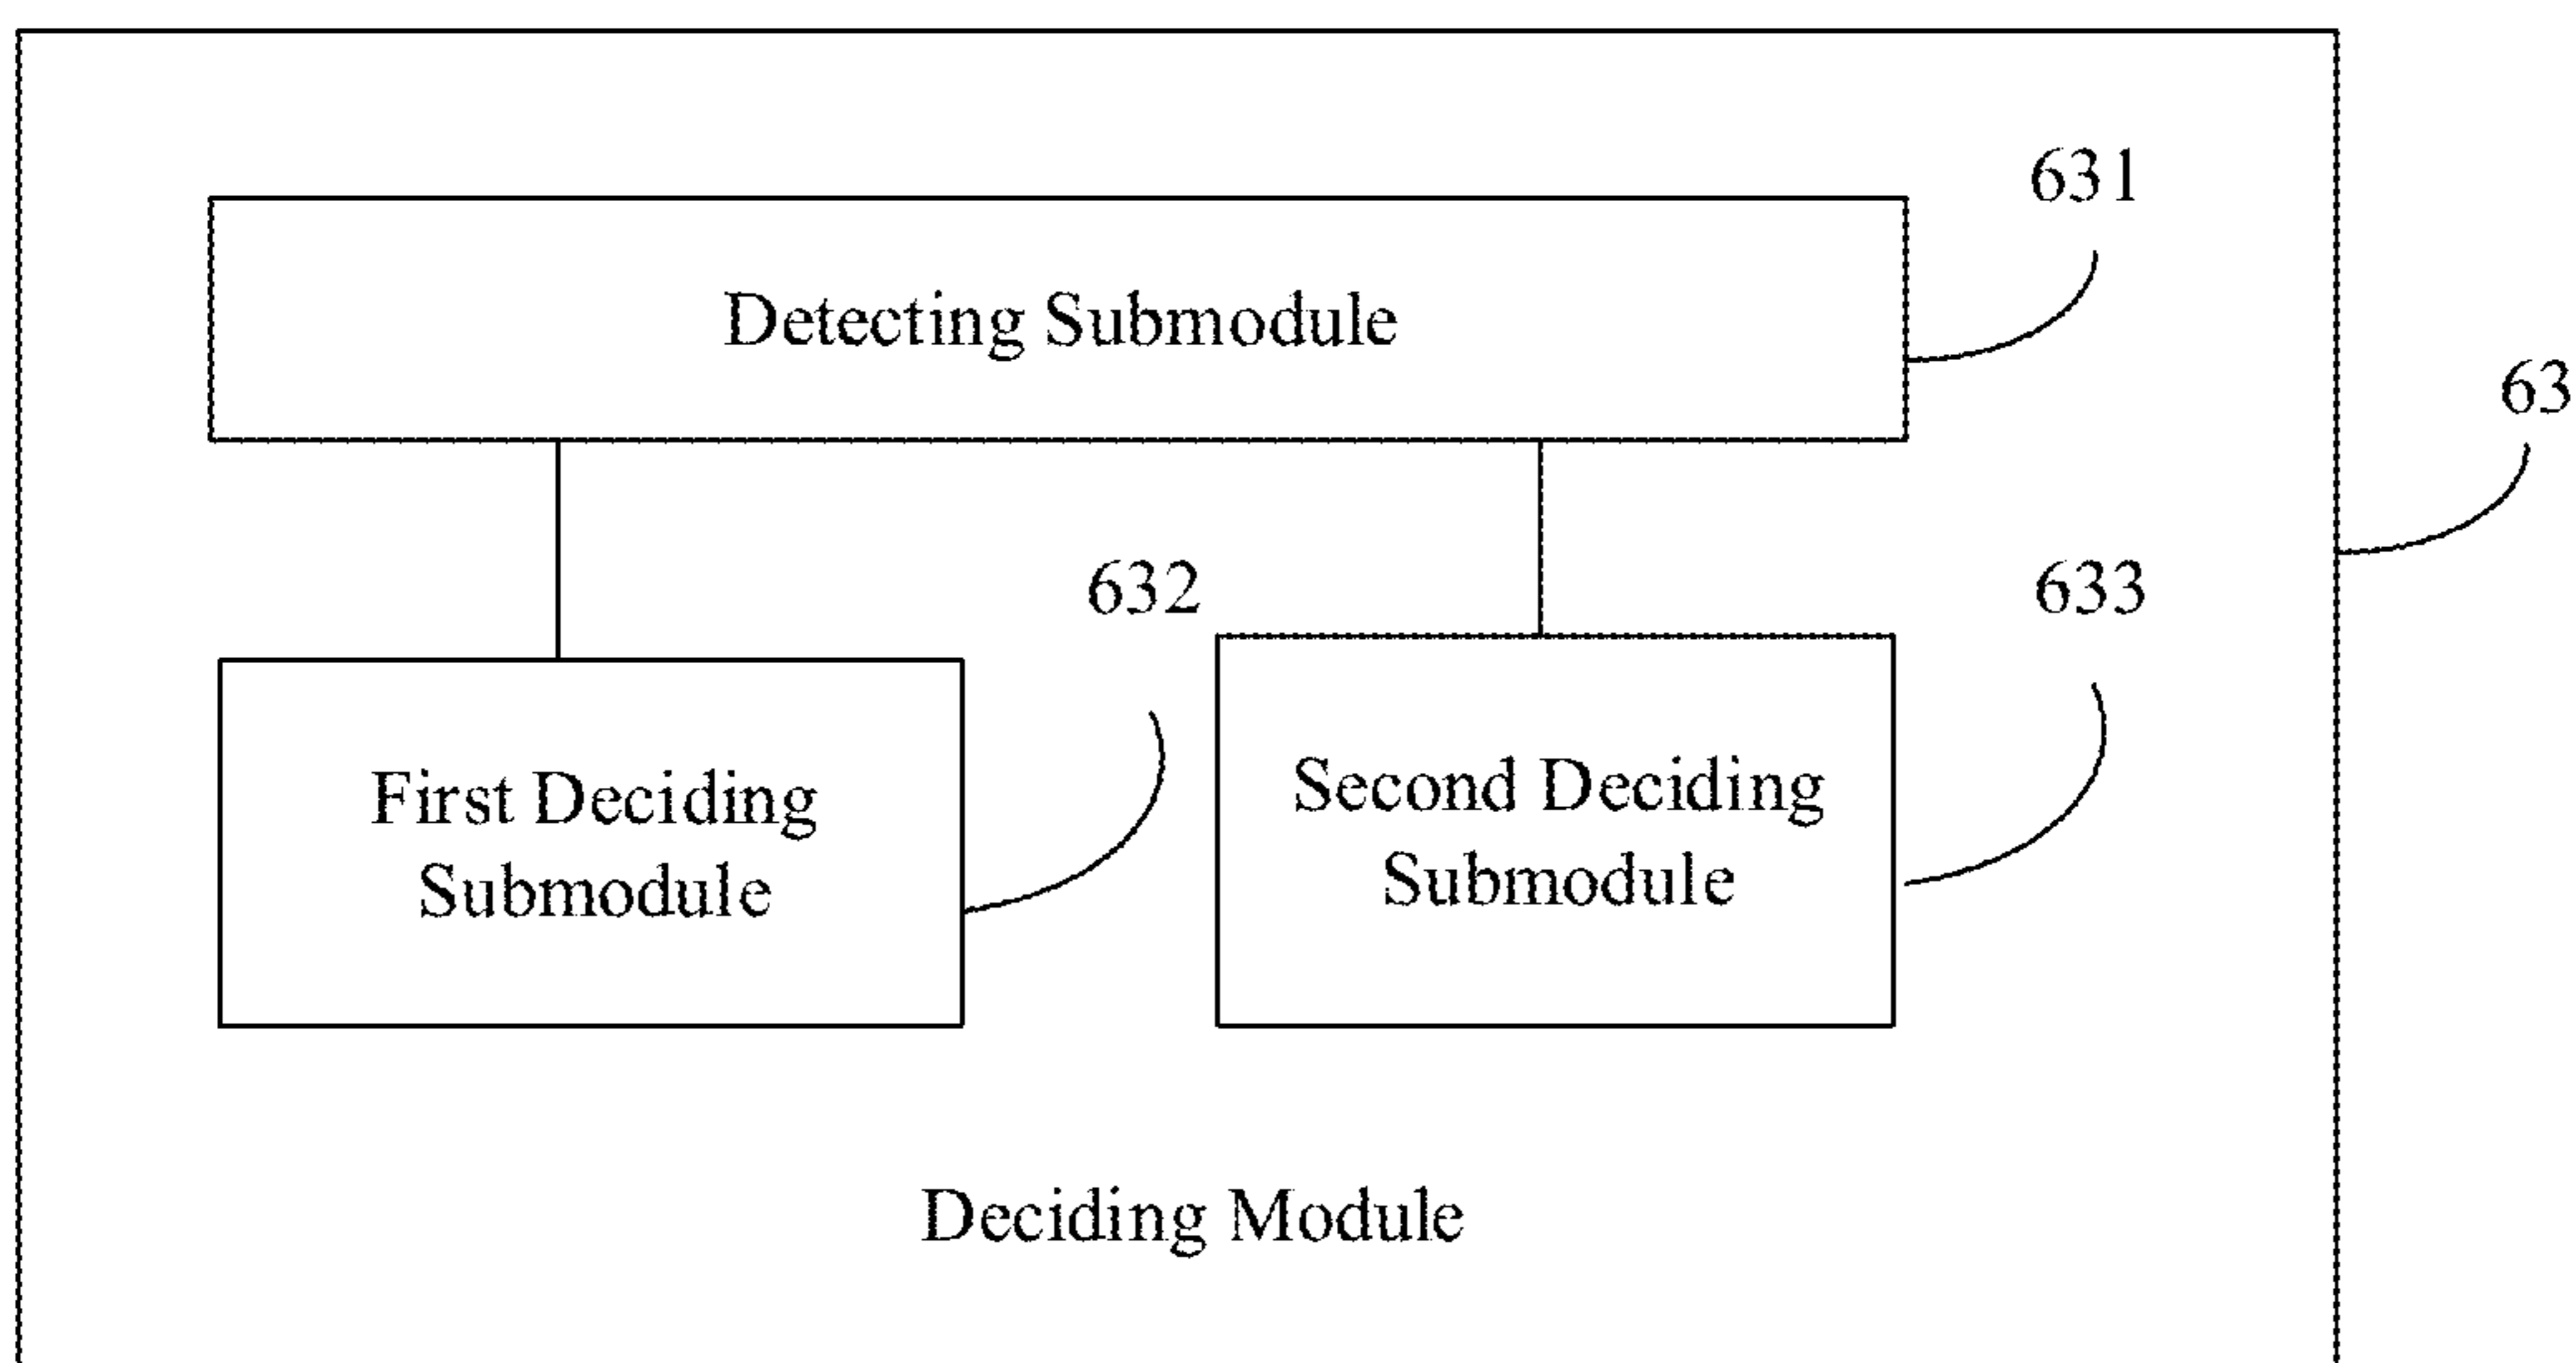 631
Detecting Submodule
63
632
633
First Deciding
Submodule
Second Deciding
Submodule
Deciding Module